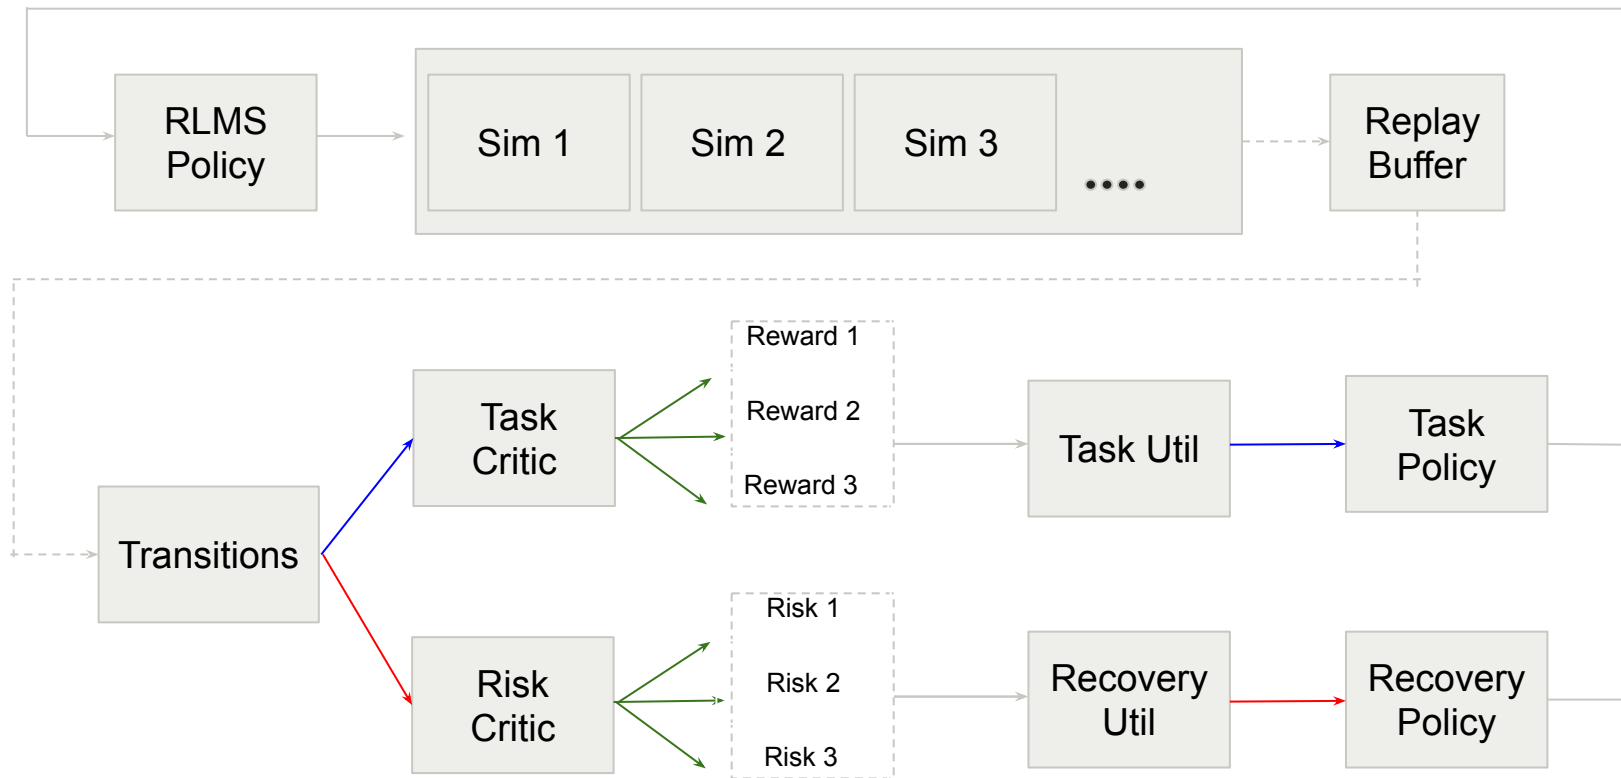 RLMS
Policy
Sim 1
Sim 2
Sim 3
....
Replay
Buffer
Reward 1
Task
Critic
Reward 2
Reward 3
Task Util
Task
Policy
Transitions
Risk 1
Risk
Critic
Risk 2
Risk 3
Recovery
Util
Recovery
Policy